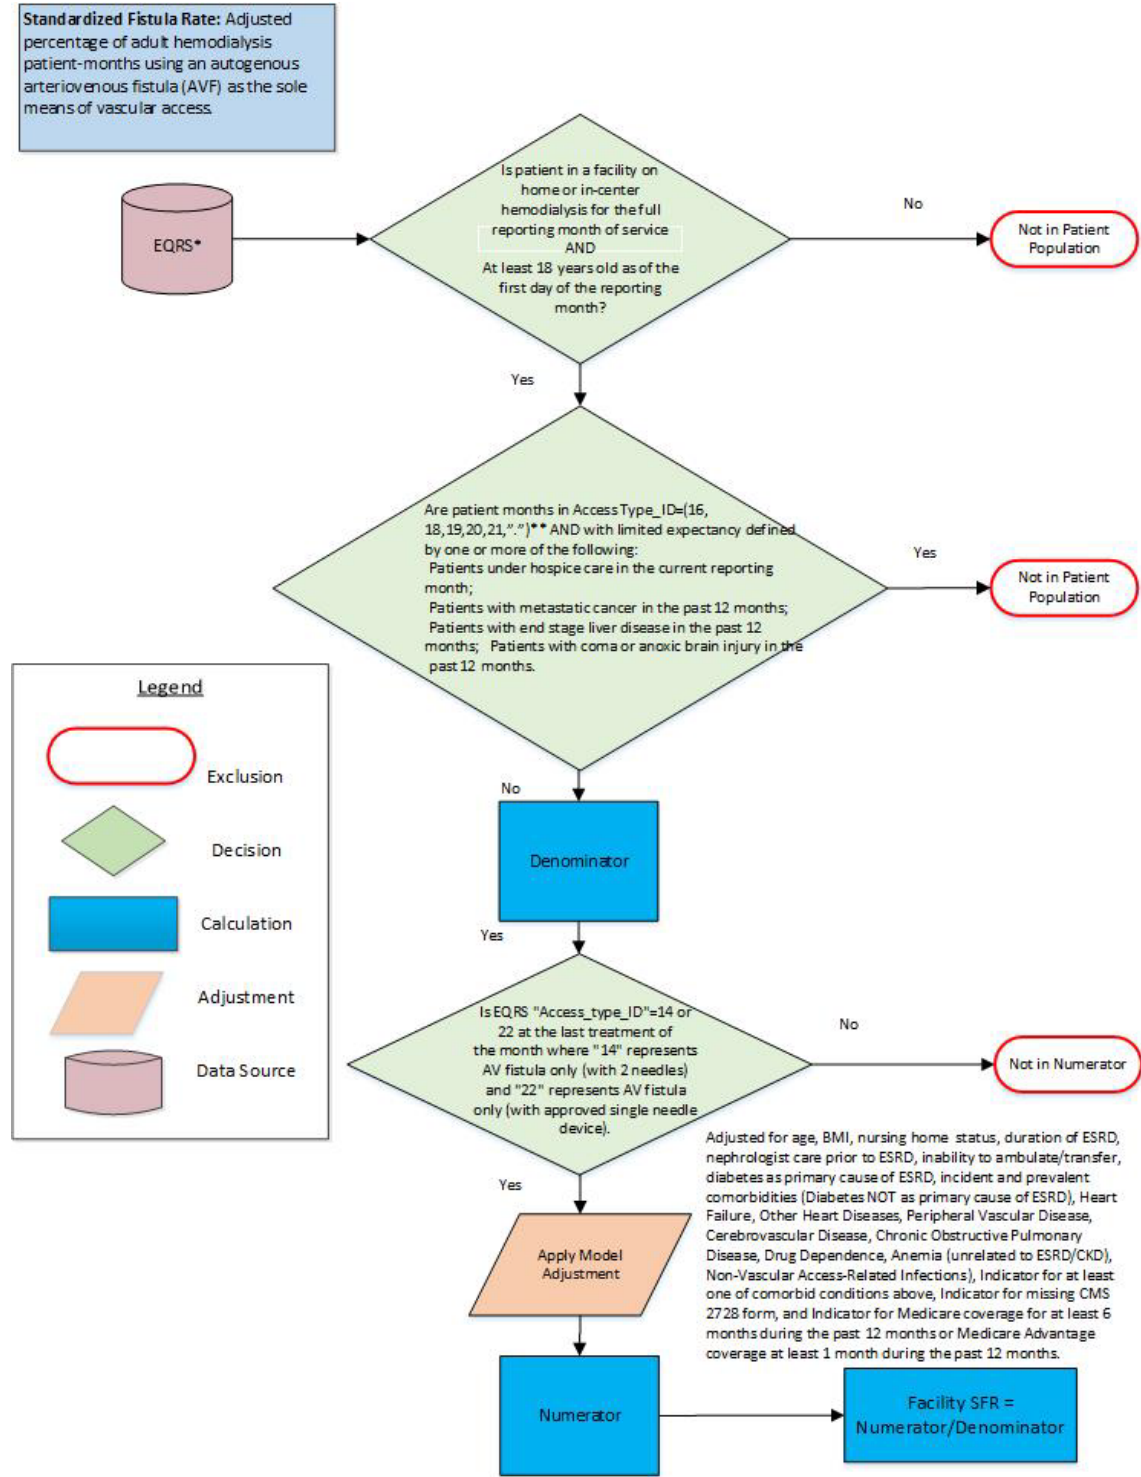 Standardized Fistula Rate: Adjusted
percentage of adult hemodialysis
patient-months using an autogenous
arteriovenous fistula (AVF) as the sole
means of vascular access.
EQRS*
Is patient in a facility on
home or in-center
hemodialysis for the full
reporting month of service
AND
At least 18 years old as of the
first day of the reporting
month?
No
Not in Patient
Population
Yes
Are patient months in Access Type_ID=(16,
18,19,20,21,".")** AND with limited expectancy defined
by one or more of the following:
Patients under hospice care in the current reporting
month;
Patients with metastatic cancer in the past 12 months;
Patients with end stage liver disease in the past 12
months; Patients with coma or anoxic brain injury in the
past 12 months.
Yes
Not in Patient
Population
No
Legend
Exclusion
Decision
Calculation
Adjustment
Data Source
Denominator
Yes
Is EQRS "Access_type_ID"=14 or
22 at the last treatment of
the month where "14" represents
AV fistula only (with 2 needles)
and "22" represents AV fistula
only (with approved single needle
device).
No
Not in Numerator
Yes
Apply Model
Adjustment
Adjusted for age, BMI, nursing home status, duration of ESRD,
nephrologist care prior to ESRD, inability to ambulate/transfer,
diabetes as primary cause of ESRD, incident and prevalent
comorbidities (Diabetes NOT as primary cause of ESRD), Heart
Failure, Other Heart Diseases, Peripheral Vascular Disease,
Cerebrovascular Disease, Chronic Obstructive Pulmonary
Disease, Drug Dependence, Anemia (unrelated to ESRD/CKD),
Non-Vascular Access-Related Infections), Indicator for at least
one of comorbid conditions above, Indicator for missing CMS
2728 form, and Indicator for Medicare coverage for at least 6
months during the past 12 months or Medicare Advantage
coverage at least 1 month during the past 12 months.
Numerator
Facility SFR =
Numerator/Denominator